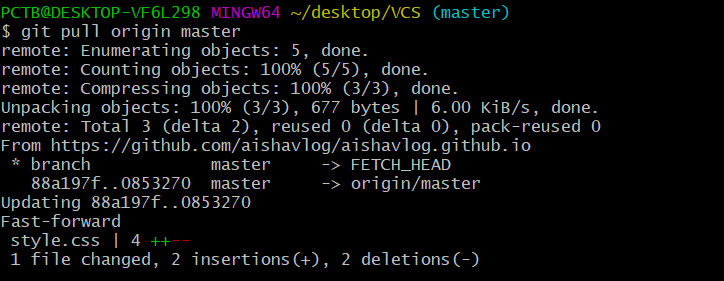 PCTB@DESKTOP-VF6L298 MINGW64 ~/desktop/VCS (master)
$ git pull origin master
remote: Enumerating objects: 5, done.
remote: Counting objects: 100% (5/5), done.
remote: Compressing objects: 100% (3/3), done.
Unpacking objects: 100% (3/3), 677 bytes | 6.00 KiB/s, done.
remote: Total 3 (delta 2), reused 0 (delta 0), pack-reused 0
From https://github.com/aishavlog/aishavlog.github.io
 * branch            master     -> FETCH_HEAD
   88a197f..0853270  master     -> origin/master
Updating 88a197f..0853270
Fast-forward
 style.css | 4 ++--
 1 file changed, 2 insertions(+), 2 deletions(-)